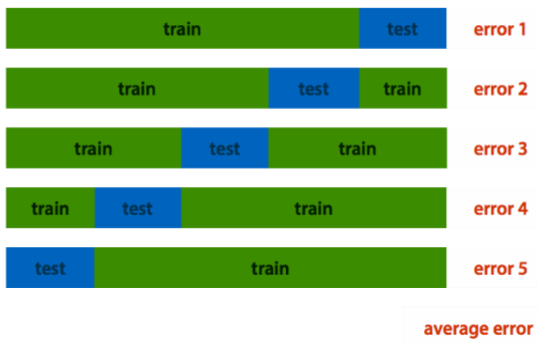 train test error 1
train test train error 2
train test train error 3
train test train error 4
test train error 5
average error